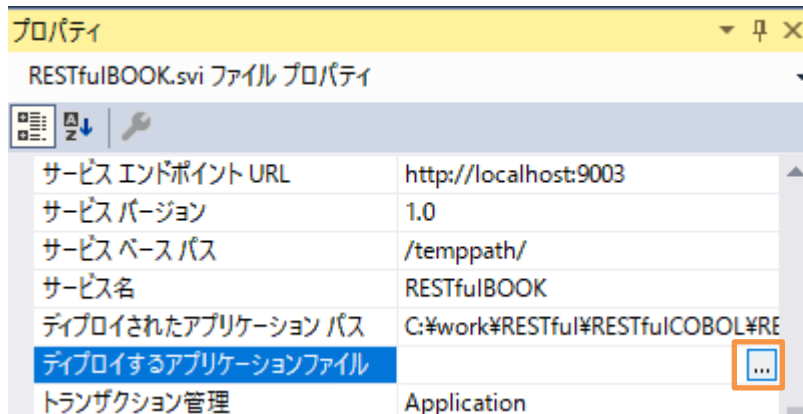 プロパティ
RESTfulBOOK.svi ファイル プロパティ
サービス エンドポイント URL http://localhost:9003
サービス バージョン 1.0
サービス ベース パス /temppath/
サービス名 RESTfulBOOK
ディプロイされたアプリケーション パス C:¥work¥RESTful¥RESTfulCOBOL¥RE
ディプロイするアプリケーションファイル ...
トランザクション管理 Application